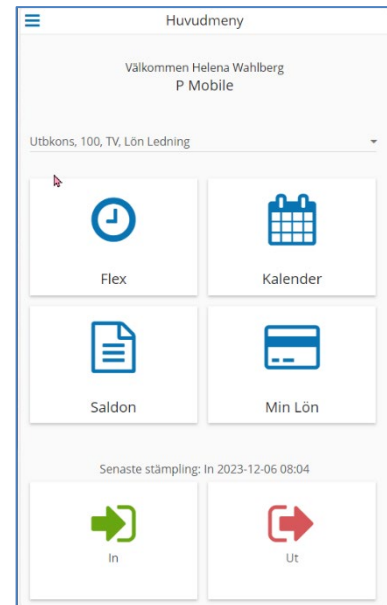 Huvudmeny
Välkommen Helena Wahlberg
P Mobile
Utbkons, 100, TV, Lön Ledning
Flex
Kalender
Saldon
Min Lön
Senaste stämpling: In 2023-12-06 08:04
In
Ut